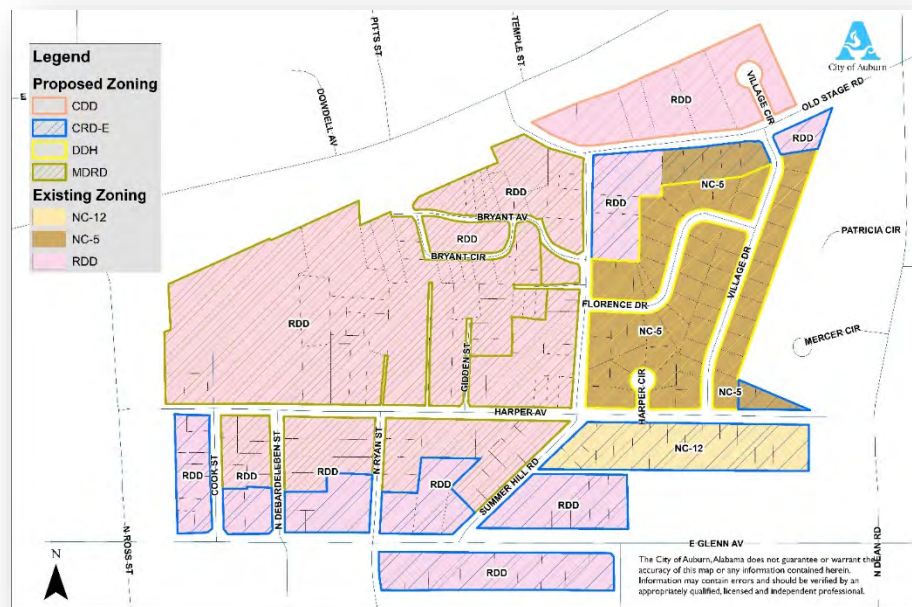 Legend
Proposed Zoning
CDD
CRD-E
DDH
MDRD
Existing Zoning
NC-12
NC-5
RDD
PITTS ST
TEMPLE ST
DOWDELL AV
E
City of Auburn
VILLAGE CIR
OLD STAGE RD
RDD
RDD
RDD
NC-5
RDD
BRYANT AV
RDD
BRYANT CIR
PATRICIA CIR
VILLAGE DR
FLORENCE DR
RDD
NC-5
MERCER CIR
GIDDEN ST
HARPER CIR
NC-5
HARPER AV
NC-12
RDD
COOK ST
RDD
N DEBARDELEBEN ST
RDD
N RYAN ST
RDD
SUMMER HILL RD
RDD
N ROSS ST
N DEAN RD
E GLENN AV
RDD
N
The City of Auburn, Alabama does not guarantee or warrant the
accuracy of this map or any information contained herein.
Information may contain errors and should be verified by an
appropriately qualified, licensed and independent professional.